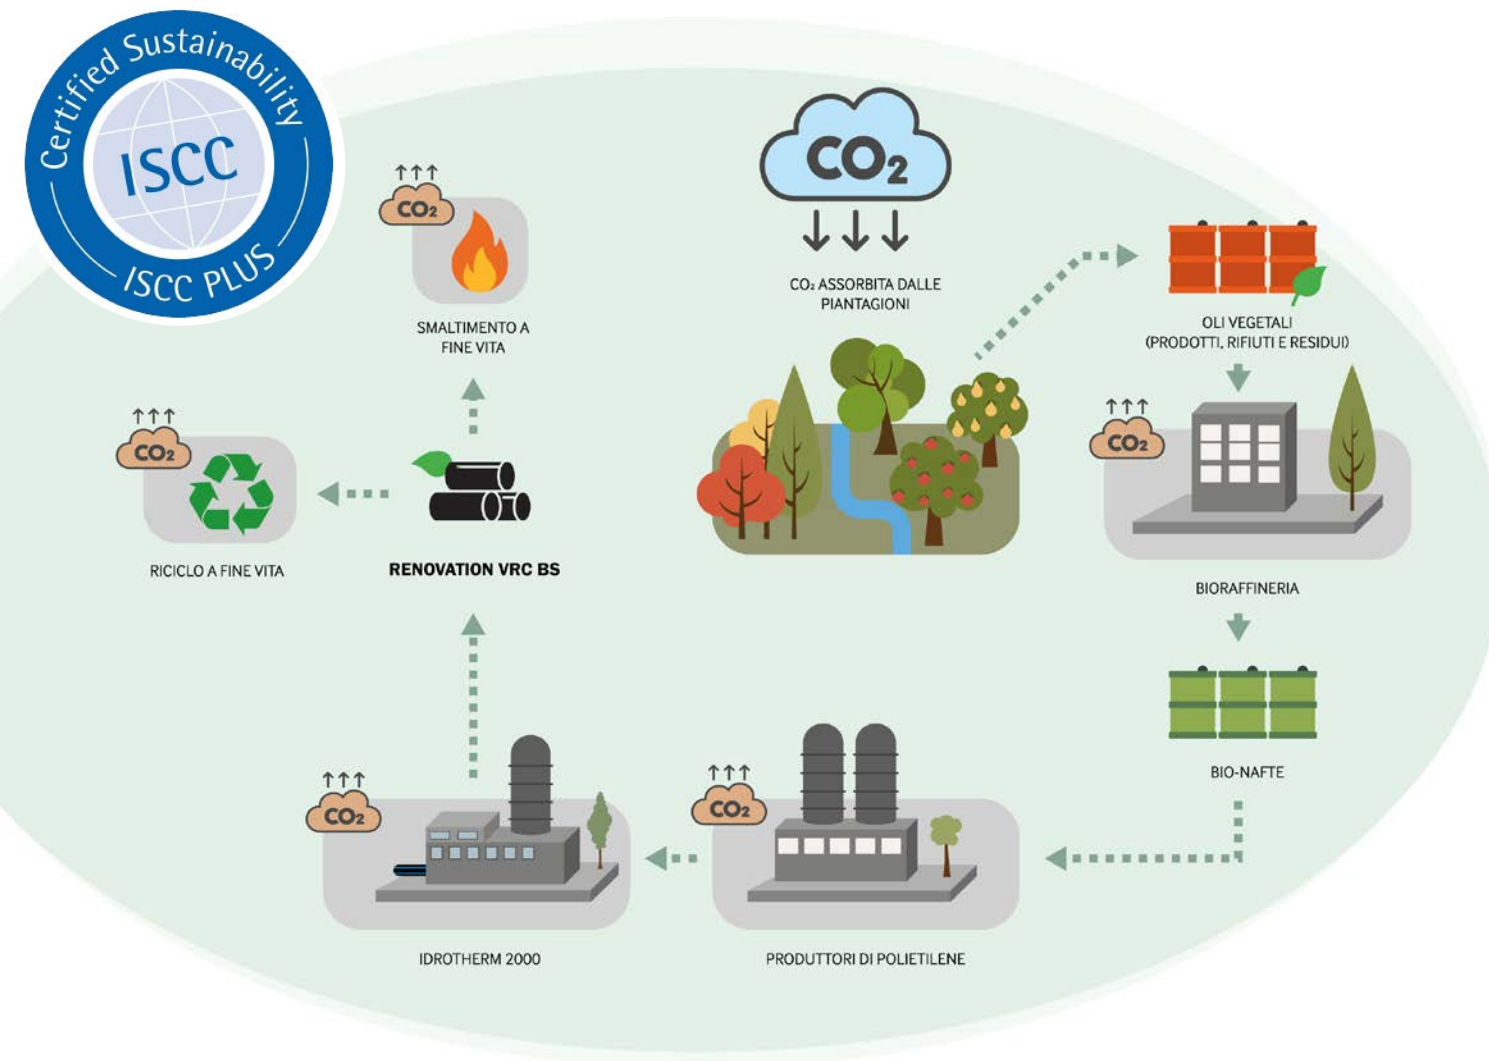 Certified Sustainability
ISCC
ISCC PLUS
CO₂
CO₂ ASSORBITA DALLE
PIANTAGIONI
OLI VEGETALI
(PRODOTTI, RIFIUTI E RESIDUI)
CO₂
BIORAFFINERIA
BIO-NAFTE
CO₂
PRODUTTORI DI POLIETILENE
CO₂
IDROTHERM 2000
RENOVATION VRC BS
CO₂
SMALTIMENTO A
FINE VITA
CO₂
RICICLO A FINE VITA